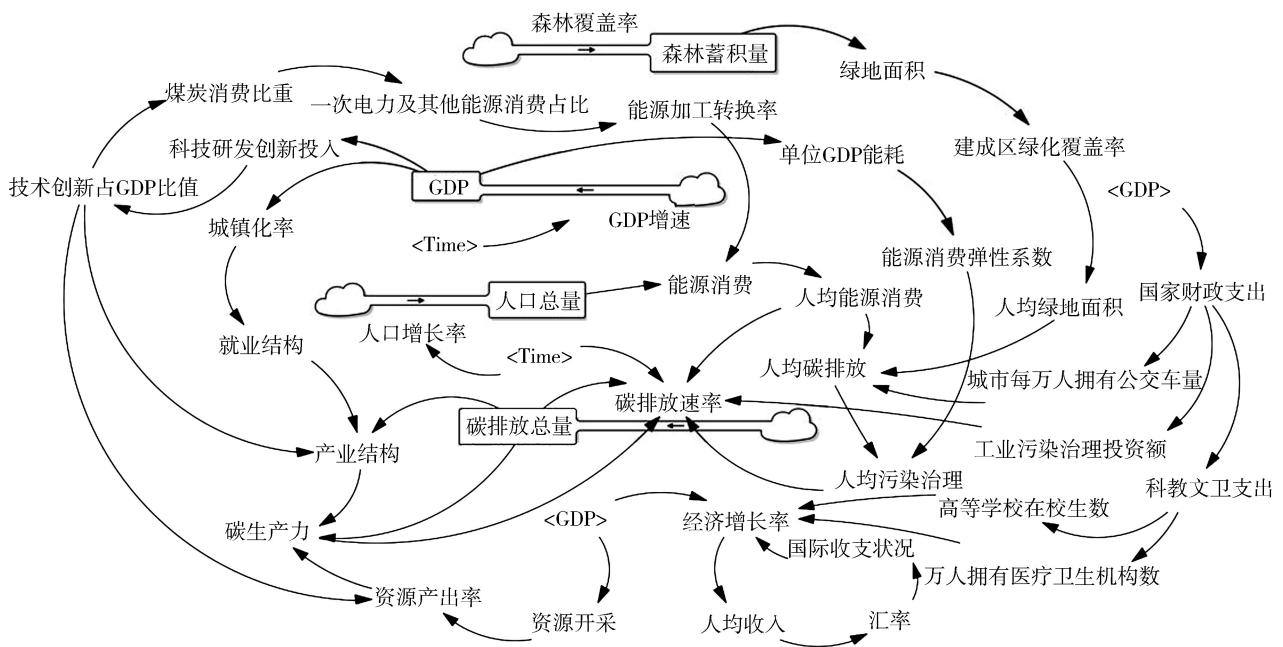 森林覆盖率
森林蓄积量
绿地面积
煤炭消费比重
一次电力及其他能源消费占比
能源加工转换率
科技研发创新投入
单位GDP能耗
建成区绿化覆盖率
技术创新占GDP比值
GDP
<GDP>
GDP增速
城镇化率
<Time>
能源消费弹性系数
能源消费
人均能源消费
国家财政支出
人口总量
人均绿地面积
人口增长率
就业结构
<Time>
人均碳排放
城市每万人拥有公交车量
碳排放速率
碳排放总量
工业污染治理投资额
产业结构
人均污染治理
科教文卫支出
高等学校在校生数
<GDP>
经济增长率
碳生产力
国际收支状况
万人拥有医疗卫生机构数
资源产出率
资源开采
人均收入
汇率